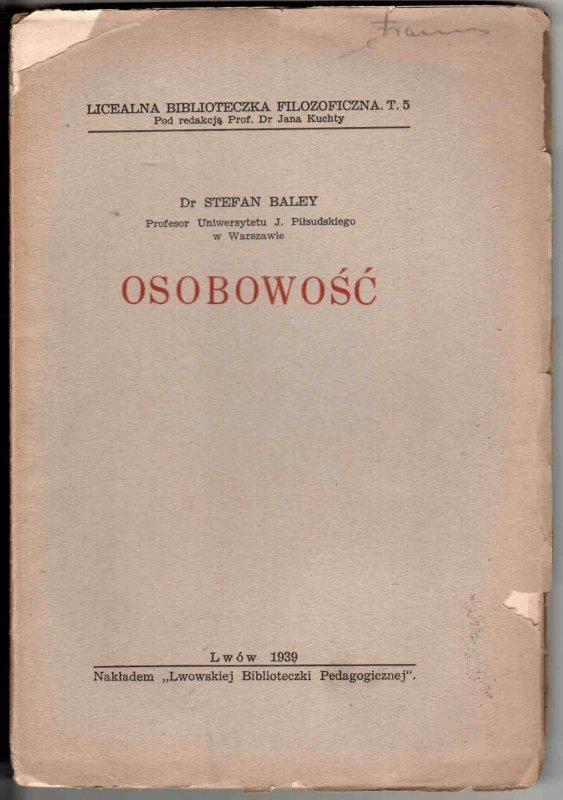 LICEALNA BIBLIOTECZKA FILOZOFICZNA. T. 5
Pod redakcją Prof. Dr Jana Kuchty
Dr STEFAN BALEY
Profesor Uniwersytetu J. Piłsudskiego
w Warszawie
OSOBOWOŚĆ
Lwów 1939
Nakładem „Lwowskiej Biblioteczki Pedagogicznej".